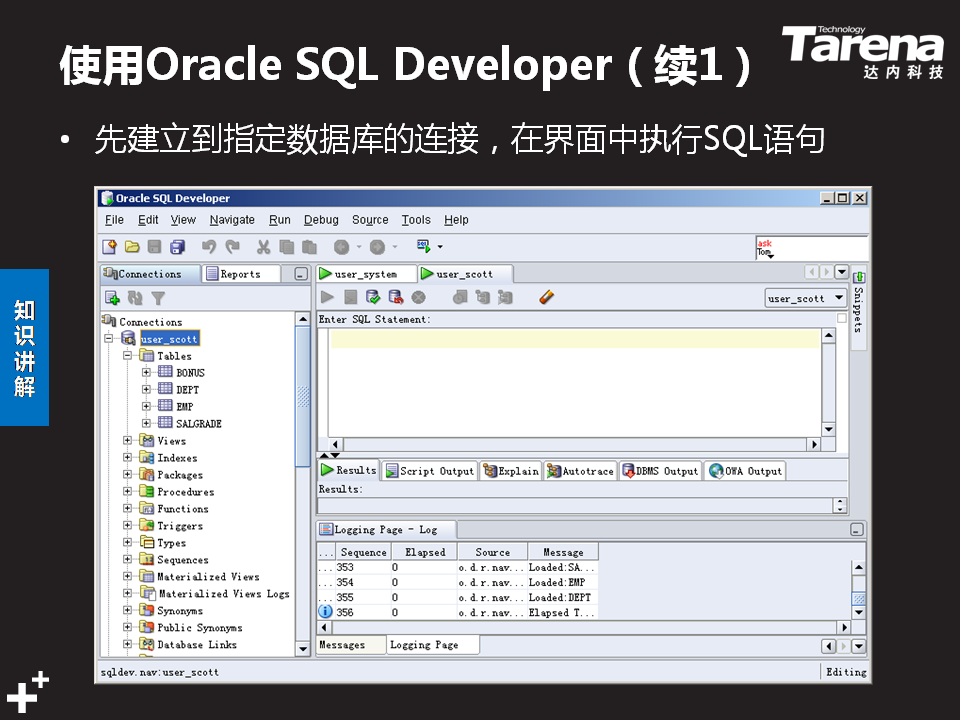 使用Oracle SQL Developer（续1）
Technology
Tarena
达内科技
• 先建立到指定数据库的连接，在界面中执行SQL语句
知识讲解
Oracle SQL Developer
File Edit View Navigate Run Debug Source Tools Help
ask
Tom
Connections Reports
user_system user_scott
user_scott
Snippets
Enter SQL Statement:
Connections
user_scott
Tables
BONUS
DEPT
EMP
SALGRADE
Views
Indexes
Packages
Procedures
Functions
Triggers
Types
Sequences
Materialized Views
Materialized Views Logs
Synonyms
Public Synonyms
Database Links
Results Script Output Explain Autotrace DBMS Output OWA Output
Results:
Logging Page - Log
... Sequence Elapsed Source Message
... 353 0 o.d.r.nav... Loaded:SA...
... 354 0 o.d.r.nav... Loaded:EMP
... 355 0 o.d.r.nav... Loaded:DEPT
356 0 o.d.r.nav... Elapsed T...
Messages Logging Page
sqldev.nav:user_scott Editing